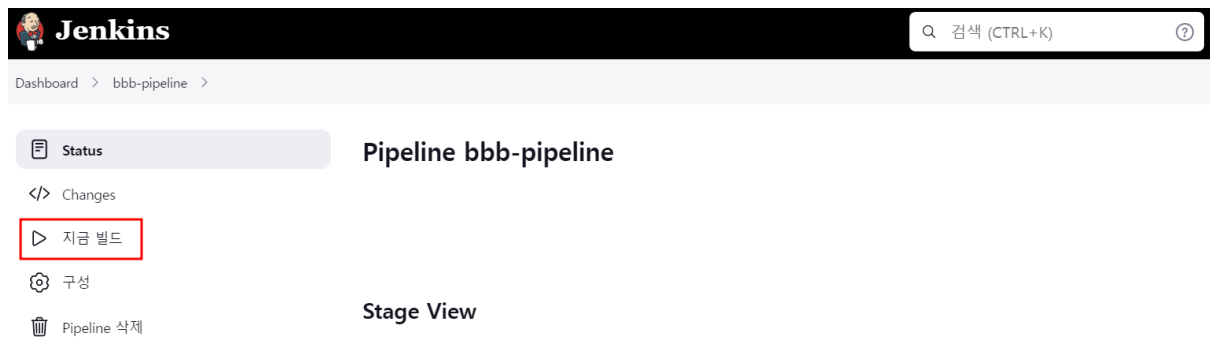 Jenkins
검색 (CTRL+K)
Dashboard > bbb-pipeline >
Status
Pipeline bbb-pipeline
Changes
지금 빌드
구성
Stage View
Pipeline 삭제